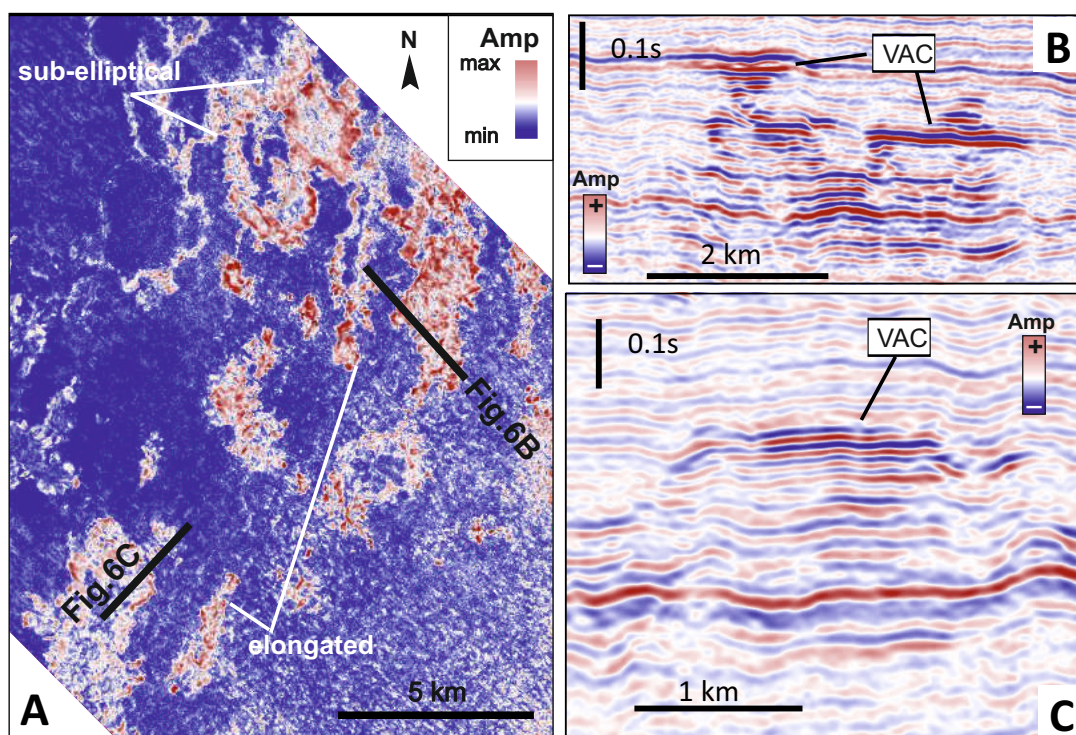 sub-elliptical
N
Amp
max
min
Fig.6B
Fig.6C
elongated
5 km
A
0.1s
VAC
B
Amp
+
–
2 km
0.1s
VAC
Amp
+
–
1 km
C